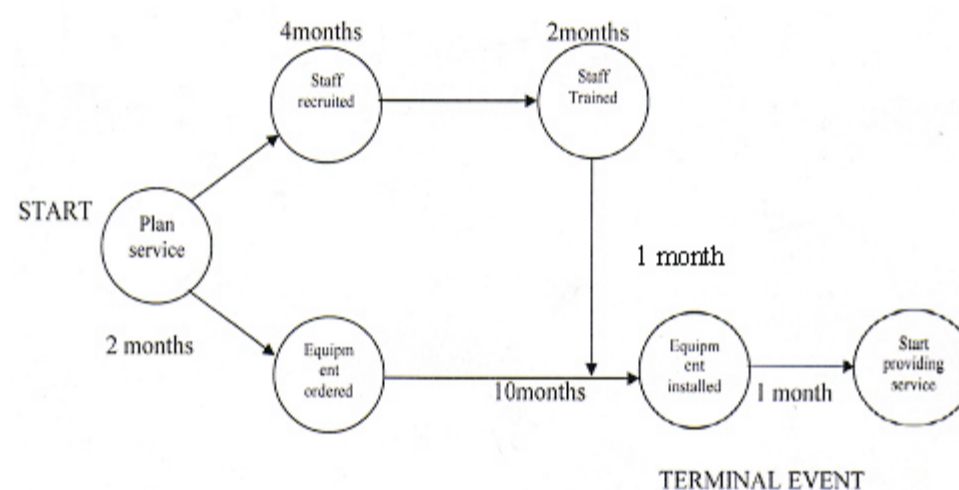 4months
2months
Staff
recruited
Staff
Trained
START
Plan
service
1 month
2 months
Equipm
ent
ordered
10months
Equipm
ent
installed
1 month
Start
providing
service
TERMINAL EVENT